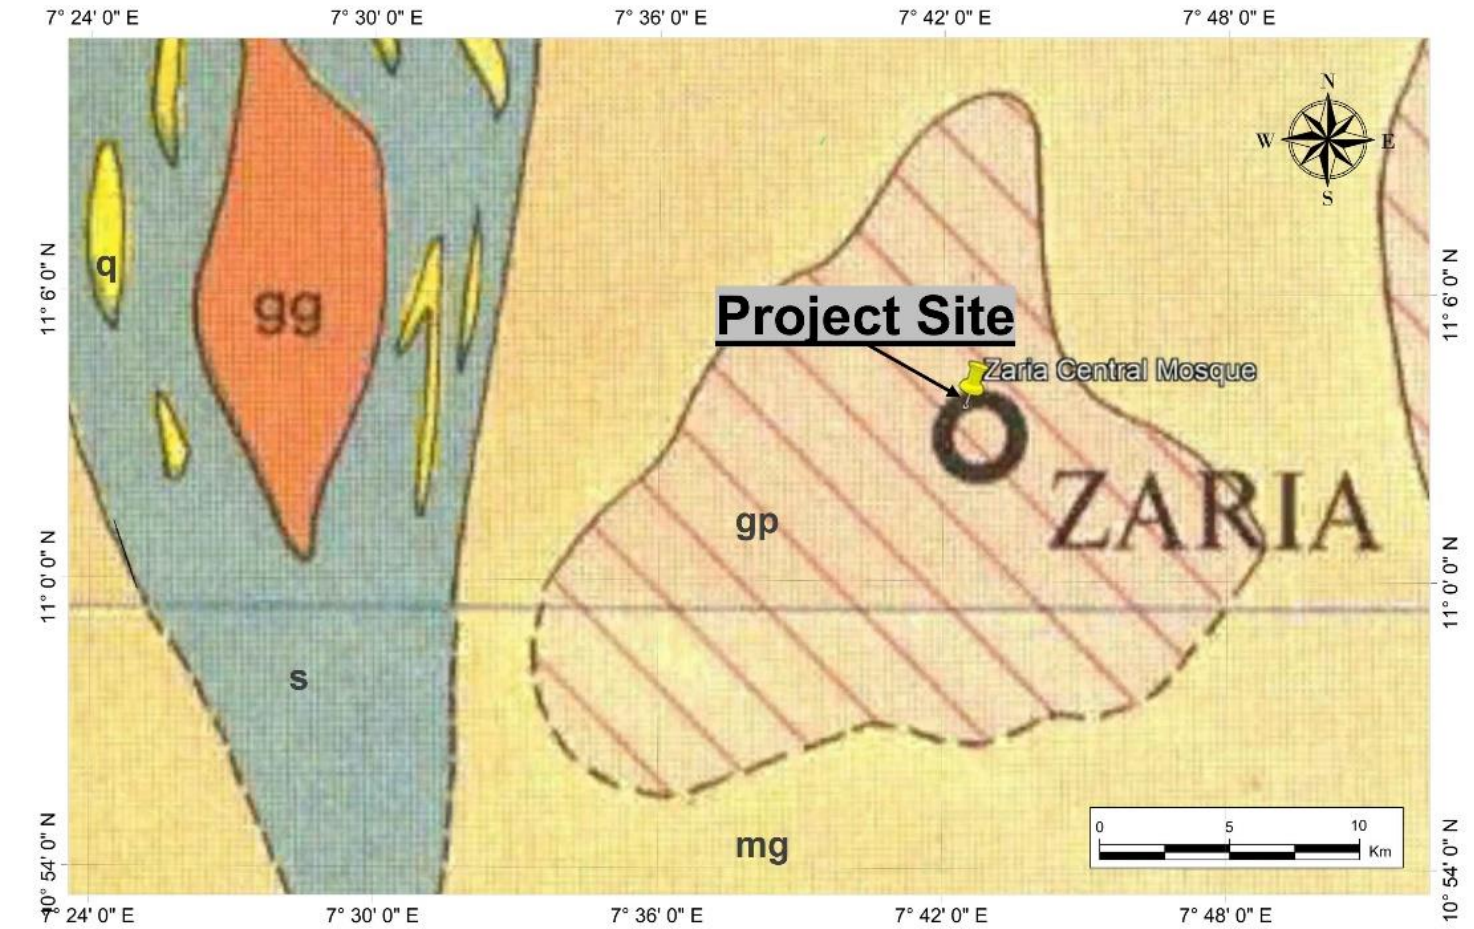 7° 24' 0" E
7° 30' 0" E
7° 36' 0" E
7° 42' 0" E
7° 48' 0" E
N
W
E
S
11° 6' 0" N
11° 6' 0" N
q
gg
Project Site
Zaria Central Mosque
ZARIA
gp
11° 0' 0" N
11° 0' 0" N
s
mg
0
5
10
Km
10° 54' 0" N
10° 54' 0" N
7° 24' 0" E
7° 30' 0" E
7° 36' 0" E
7° 42' 0" E
7° 48' 0" E